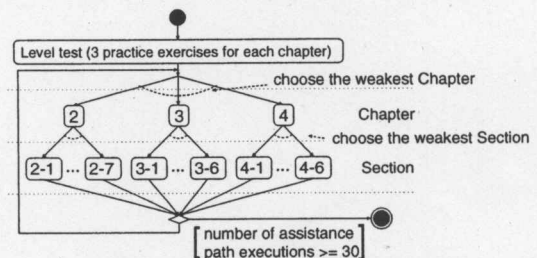 Level test (3 practice exercises for each chapter)
choose the weakest Chapter
2 3 4 Chapter
choose the weakest Section
2-1 ... 2-7 3-1 ... 3-6 4-1 ... 4-6 Section
number of assistance
path executions >= 30